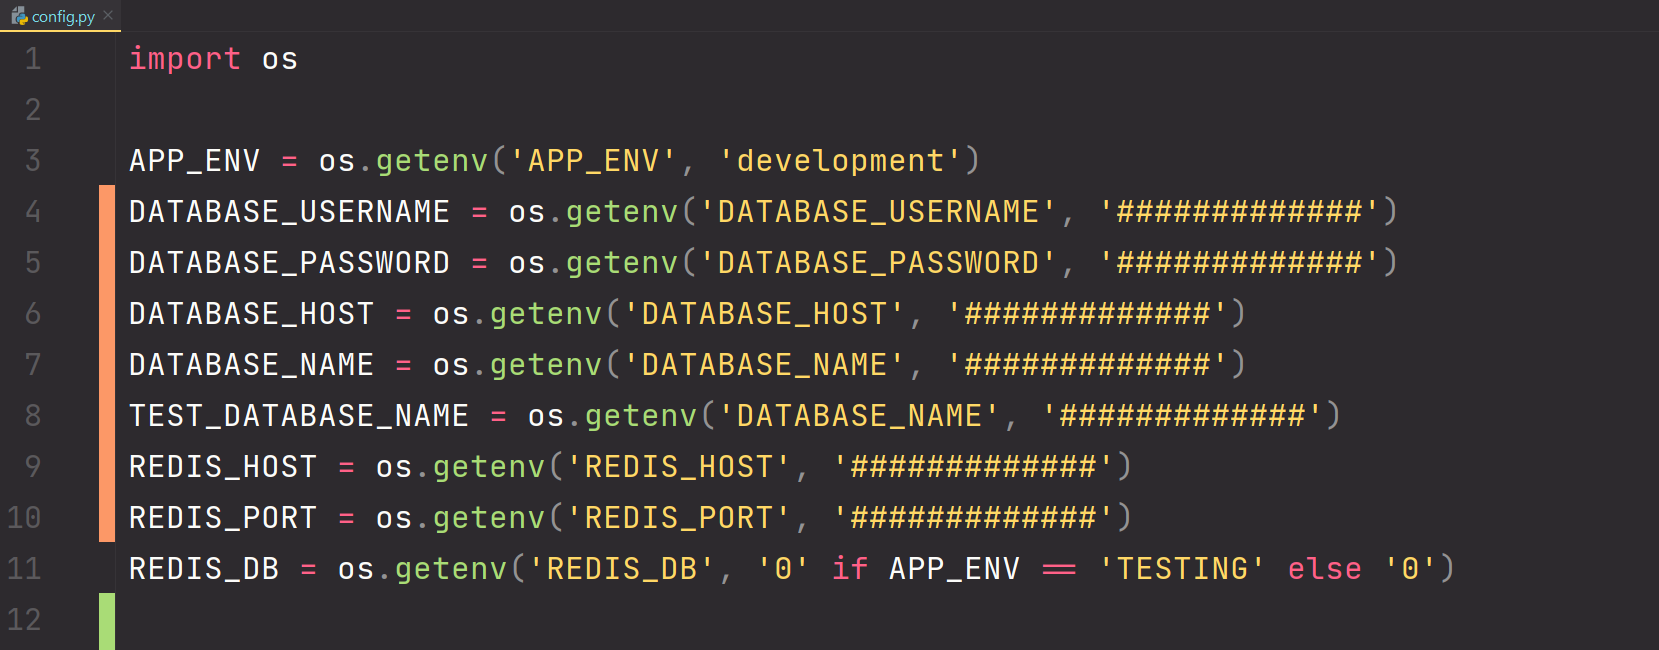 config.py
1 import os
2
3 APP_ENV = os.getenv('APP_ENV', 'development')
4 DATABASE_USERNAME = os.getenv('DATABASE_USERNAME', '#############')
5 DATABASE_PASSWORD = os.getenv('DATABASE_PASSWORD', '#############')
6 DATABASE_HOST = os.getenv('DATABASE_HOST', '#############')
7 DATABASE_NAME = os.getenv('DATABASE_NAME', '#############')
8 TEST_DATABASE_NAME = os.getenv('DATABASE_NAME', '#############')
9 REDIS_HOST = os.getenv('REDIS_HOST', '#############')
10 REDIS_PORT = os.getenv('REDIS_PORT', '#############')
11 REDIS_DB = os.getenv('REDIS_DB', '0' if APP_ENV == 'TESTING' else '0')
12